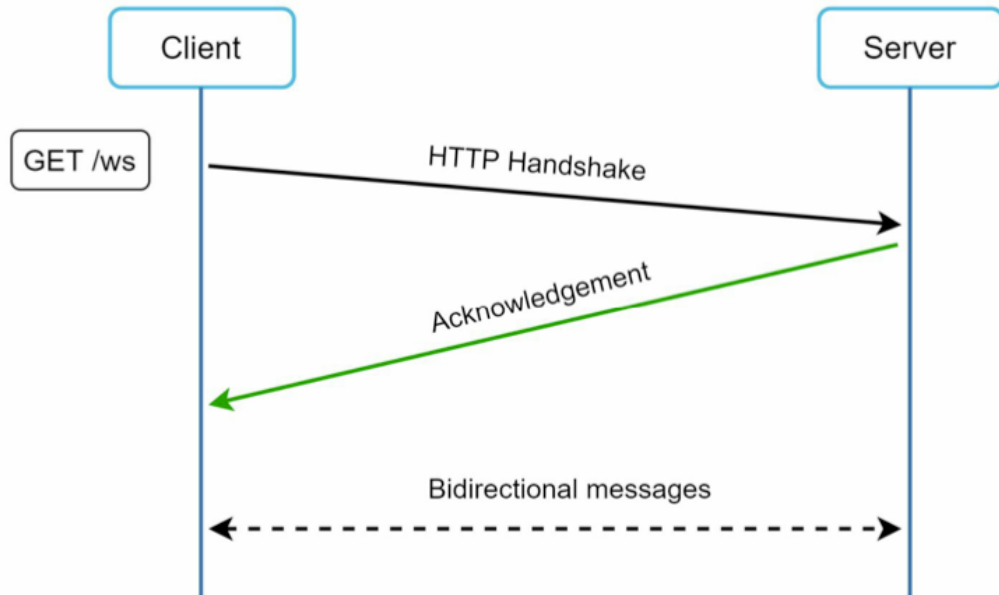 Client
Server
GET /ws
HTTP Handshake
Acknowledgement
Bidirectional messages